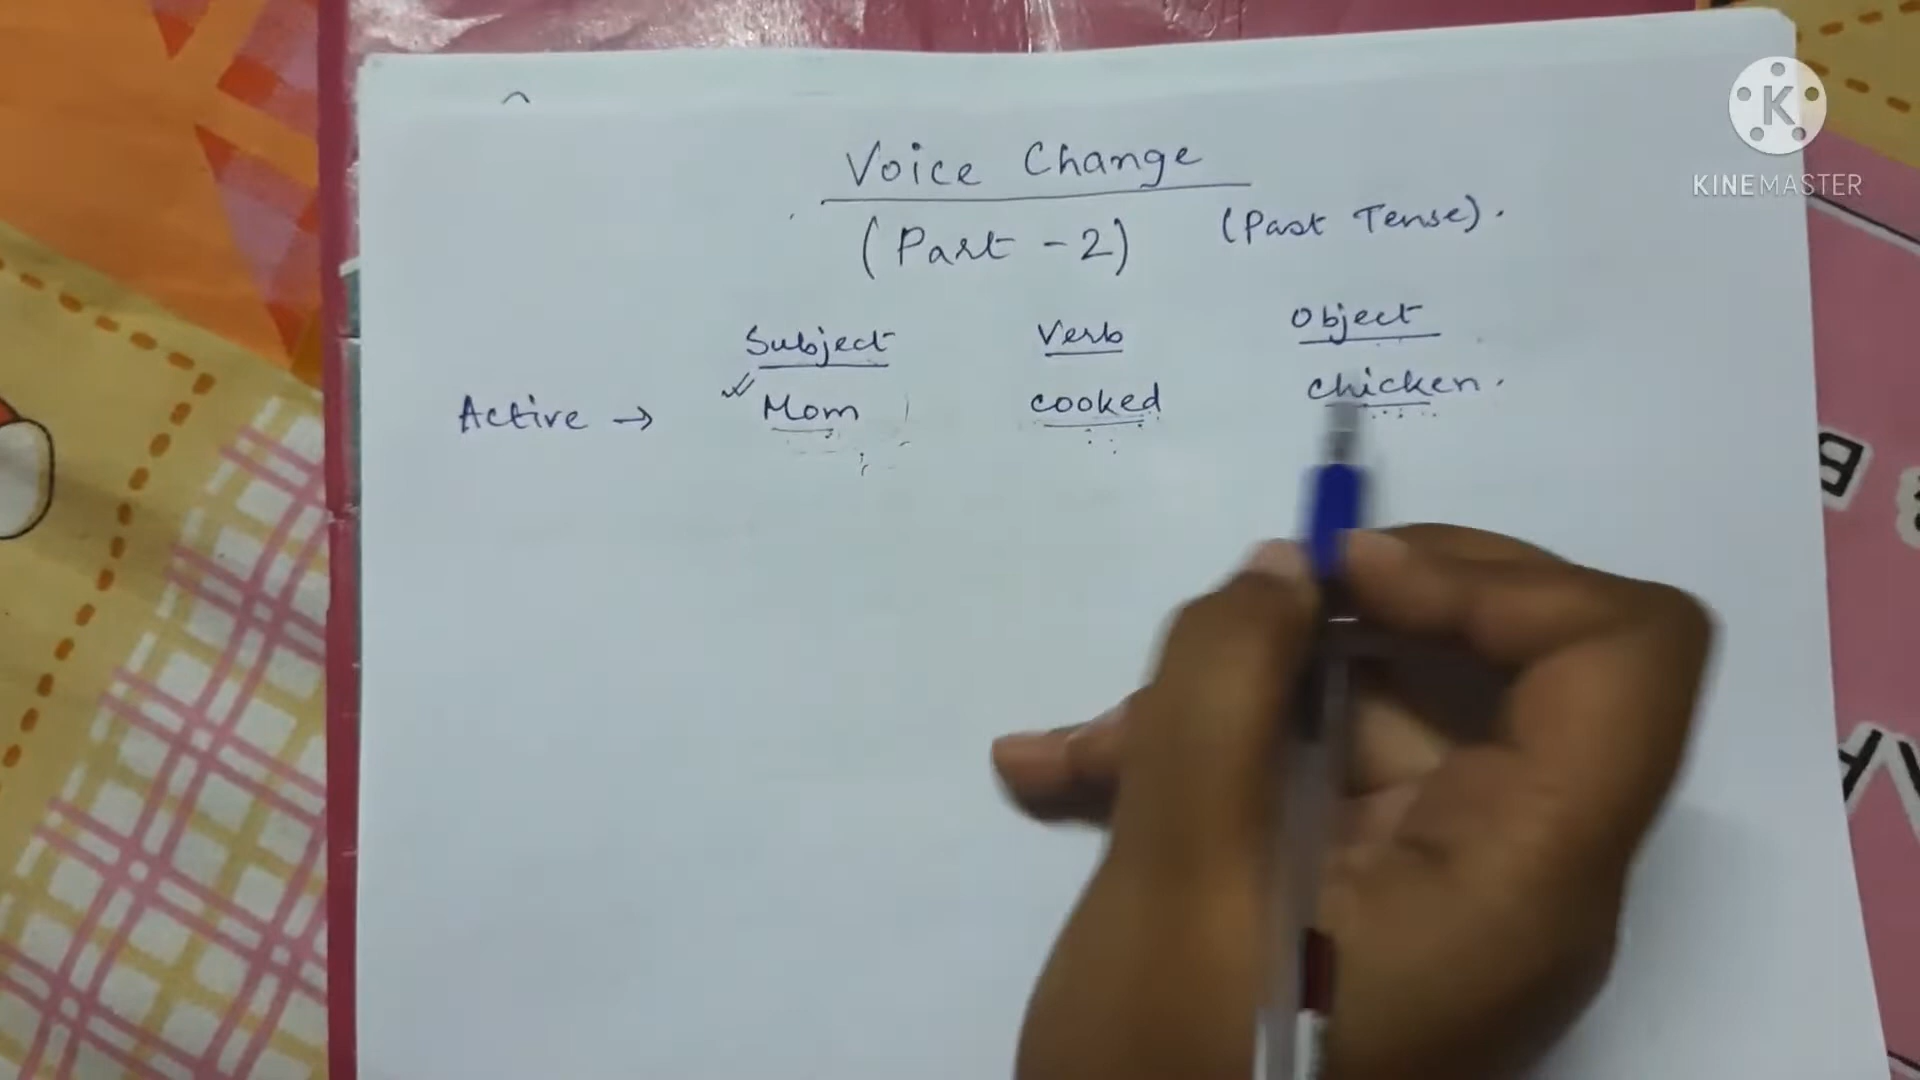 Voice Change
(Part - 2) (Past Tense).
Subject Verb Object
Active → Mom cooked chicken.
KINEMASTER